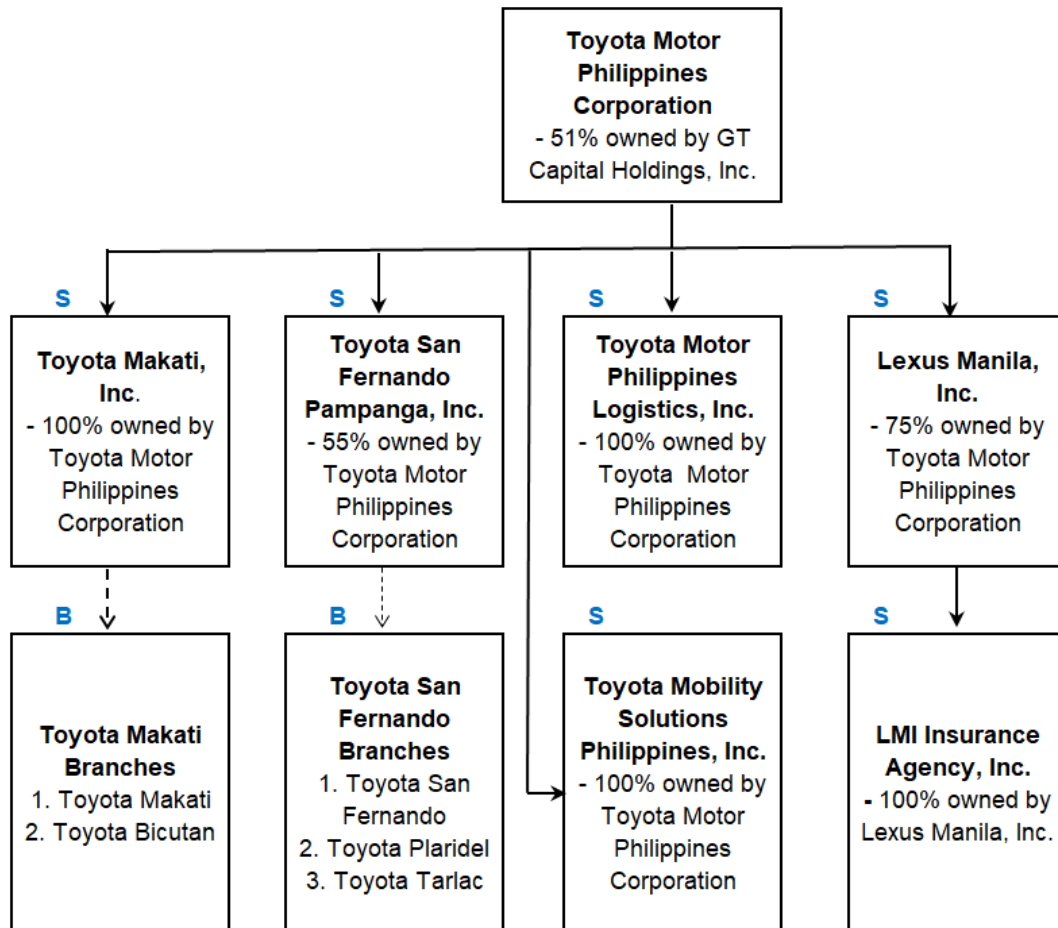 Toyota Motor
Philippines
Corporation
- 51% owned by GT
Capital Holdings, Inc.
S
Toyota Makati,
Inc.
- 100% owned by
Toyota Motor
Philippines
Corporation
S
Toyota San
Fernando
Pampanga, Inc.
- 55% owned by
Toyota Motor
Philippines
Corporation
S
Toyota Motor
Philippines
Logistics, Inc.
- 100% owned by
Toyota Motor
Philippines
Corporation
S
Lexus Manila,
Inc.
- 75% owned by
Toyota Motor
Philippines
Corporation
B
Toyota Makati
Branches
1. Toyota Makati
2. Toyota Bicutan
B
Toyota San
Fernando
Branches
1. Toyota San
Fernando
2. Toyota Plaridel
3. Toyota Tarlac
S
Toyota Mobility
Solutions
Philippines, Inc.
- 100% owned by
Toyota Motor
Philippines
Corporation
S
LMI Insurance
Agency, Inc.
- 100% owned by
Lexus Manila, Inc.